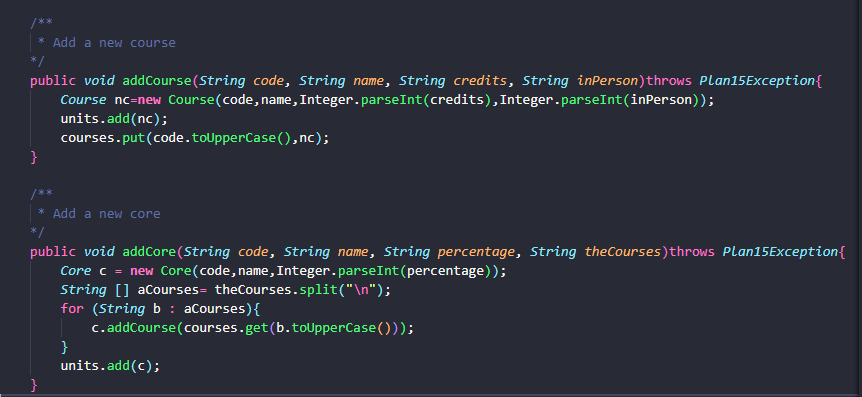 /**
 * Add a new course
*/
public void addCourse(String code, String name, String credits, String inPerson)throws Plan15Exception{
    Course nc=new Course(code,name,Integer.parseInt(credits),Integer.parseInt(inPerson));
    units.add(nc);
    courses.put(code.toUpperCase(),nc);
}

/**
 * Add a new core
*/
public void addCore(String code, String name, String percentage, String theCourses)throws Plan15Exception{
    Core c = new Core(code,name,Integer.parseInt(percentage));
    String [] aCourses= theCourses.split("\n");
    for (String b : aCourses){
        c.addCourse(courses.get(b.toUpperCase()));
    }
    units.add(c);
}